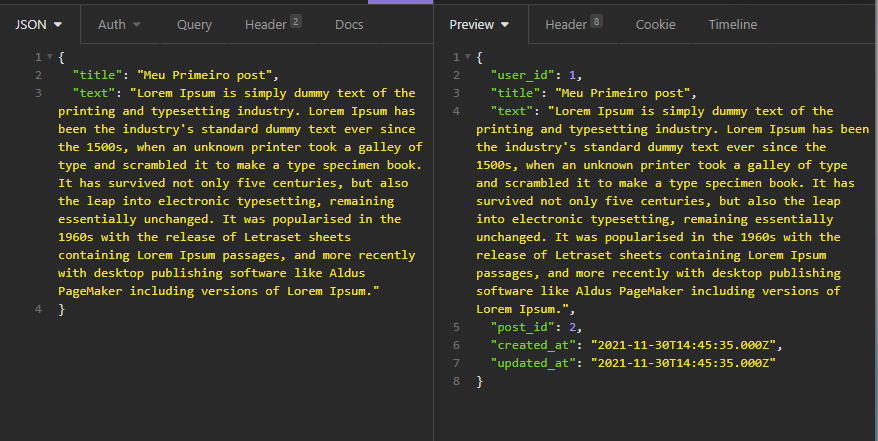 JSON Auth Query Header 2 Docs
1 {
2 "title": "Meu Primeiro post",
3 "text": "Lorem Ipsum is simply dummy text of the
printing and typesetting industry. Lorem Ipsum has
been the industry's standard dummy text ever since
the 1500s, when an unknown printer took a galley of
type and scrambled it to make a type specimen book.
It has survived not only five centuries, but also
the leap into electronic typesetting, remaining
essentially unchanged. It was popularised in the
1960s with the release of Letraset sheets
containing Lorem Ipsum passages, and more recently
with desktop publishing software like Aldus
PageMaker including versions of Lorem Ipsum."
4 }
Preview Header 8 Cookie Timeline
1 {
2 "user_id": 1,
3 "title": "Meu Primeiro post",
4 "text": "Lorem Ipsum is simply dummy text of the
printing and typesetting industry. Lorem Ipsum has been
the industry's standard dummy text ever since the
1500s, when an unknown printer took a galley of type
and scrambled it to make a type specimen book. It has
survived not only five centuries, but also the leap
into electronic typesetting, remaining essentially
unchanged. It was popularised in the 1960s with the
release of Letraset sheets containing Lorem Ipsum
passages, and more recently with desktop publishing
software like Aldus PageMaker including versions of
Lorem Ipsum.",
5 "post_id": 2,
6 "created_at": "2021-11-30T14:45:35.000Z",
7 "updated_at": "2021-11-30T14:45:35.000Z"
8 }